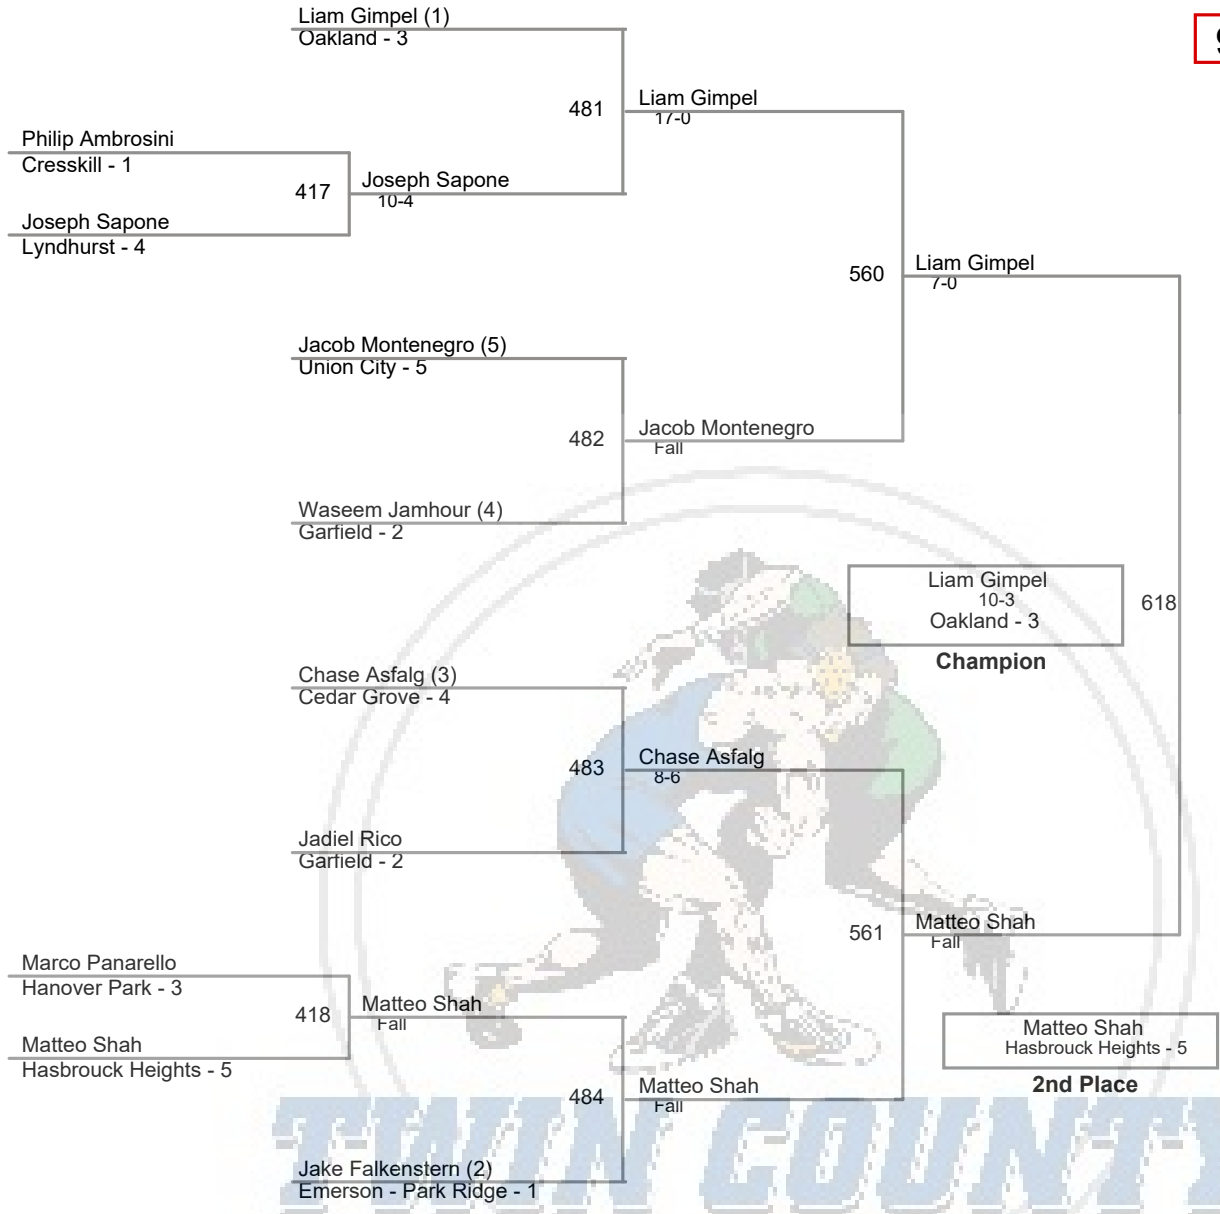 Liam Gimpel (1)
Oakland - 3
481
Liam Gimpel
17-0
Philip Ambrosini
Cresskill - 1
417
Joseph Sapone
10-4
Joseph Sapone
Lyndhurst - 4
560
Liam Gimpel
7-0
Jacob Montenegro (5)
Union City - 5
482
Jacob Montenegro
Fall
Waseem Jamhour (4)
Garfield - 2
Liam Gimpel
10-3
Oakland - 3
618
Champion
Chase Asfalg (3)
Cedar Grove - 4
483
Chase Asfalg
8-6
Jadiel Rico
Garfield - 2
561
Matteo Shah
Fall
Marco Panarello
Hanover Park - 3
418
Matteo Shah
Fall
Matteo Shah
Hasbrouck Heights - 5
Matteo Shah
Hasbrouck Heights - 5
2nd Place
484
Matteo Shah
Fall
Jake Falkenstern (2)
Emerson - Park Ridge - 1
TWIN COUNTY